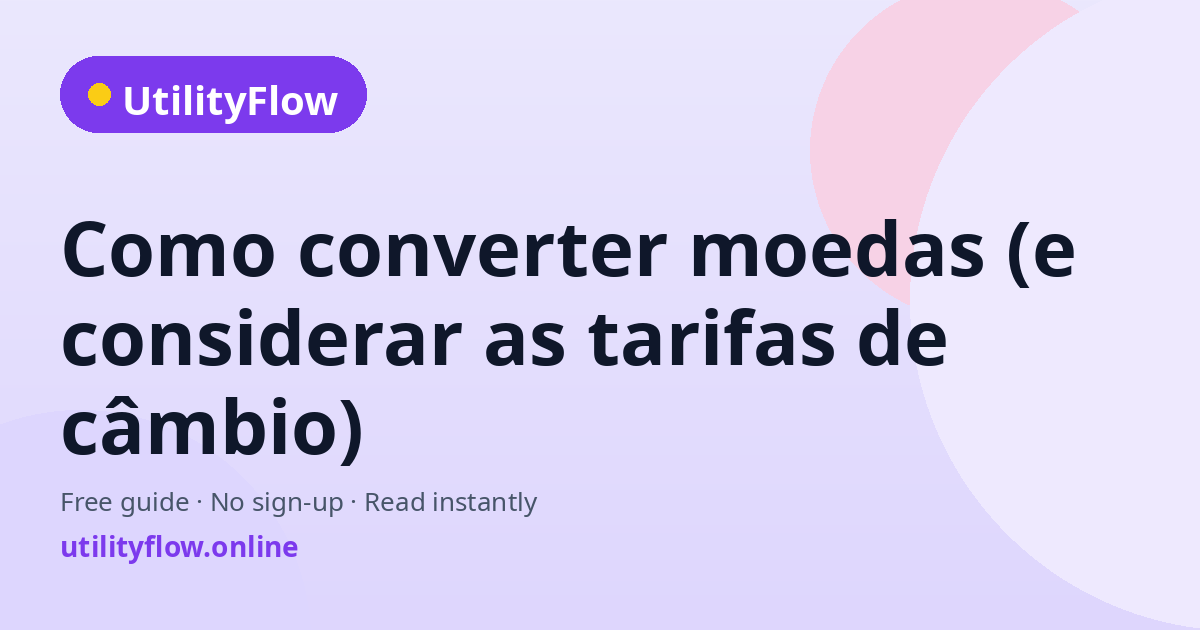 UtilityFlow
Como converter moedas (e
considerar as tarifas de
câmbio)
Free guide · No sign-up · Read instantly
utilityflow.online